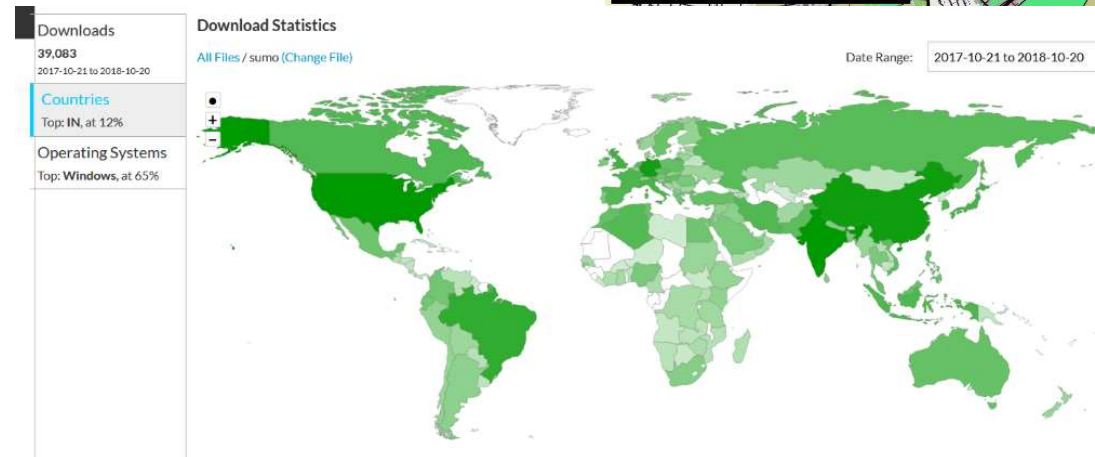 Downloads
39,083
2017-10-21 to 2018-10-20
Countries
Top: IN, at 12%
Operating Systems
Top: Windows, at 65%
Download Statistics
All Files / sumo (Change File)
Date Range: 2017-10-21 to 2018-10-20
+
−